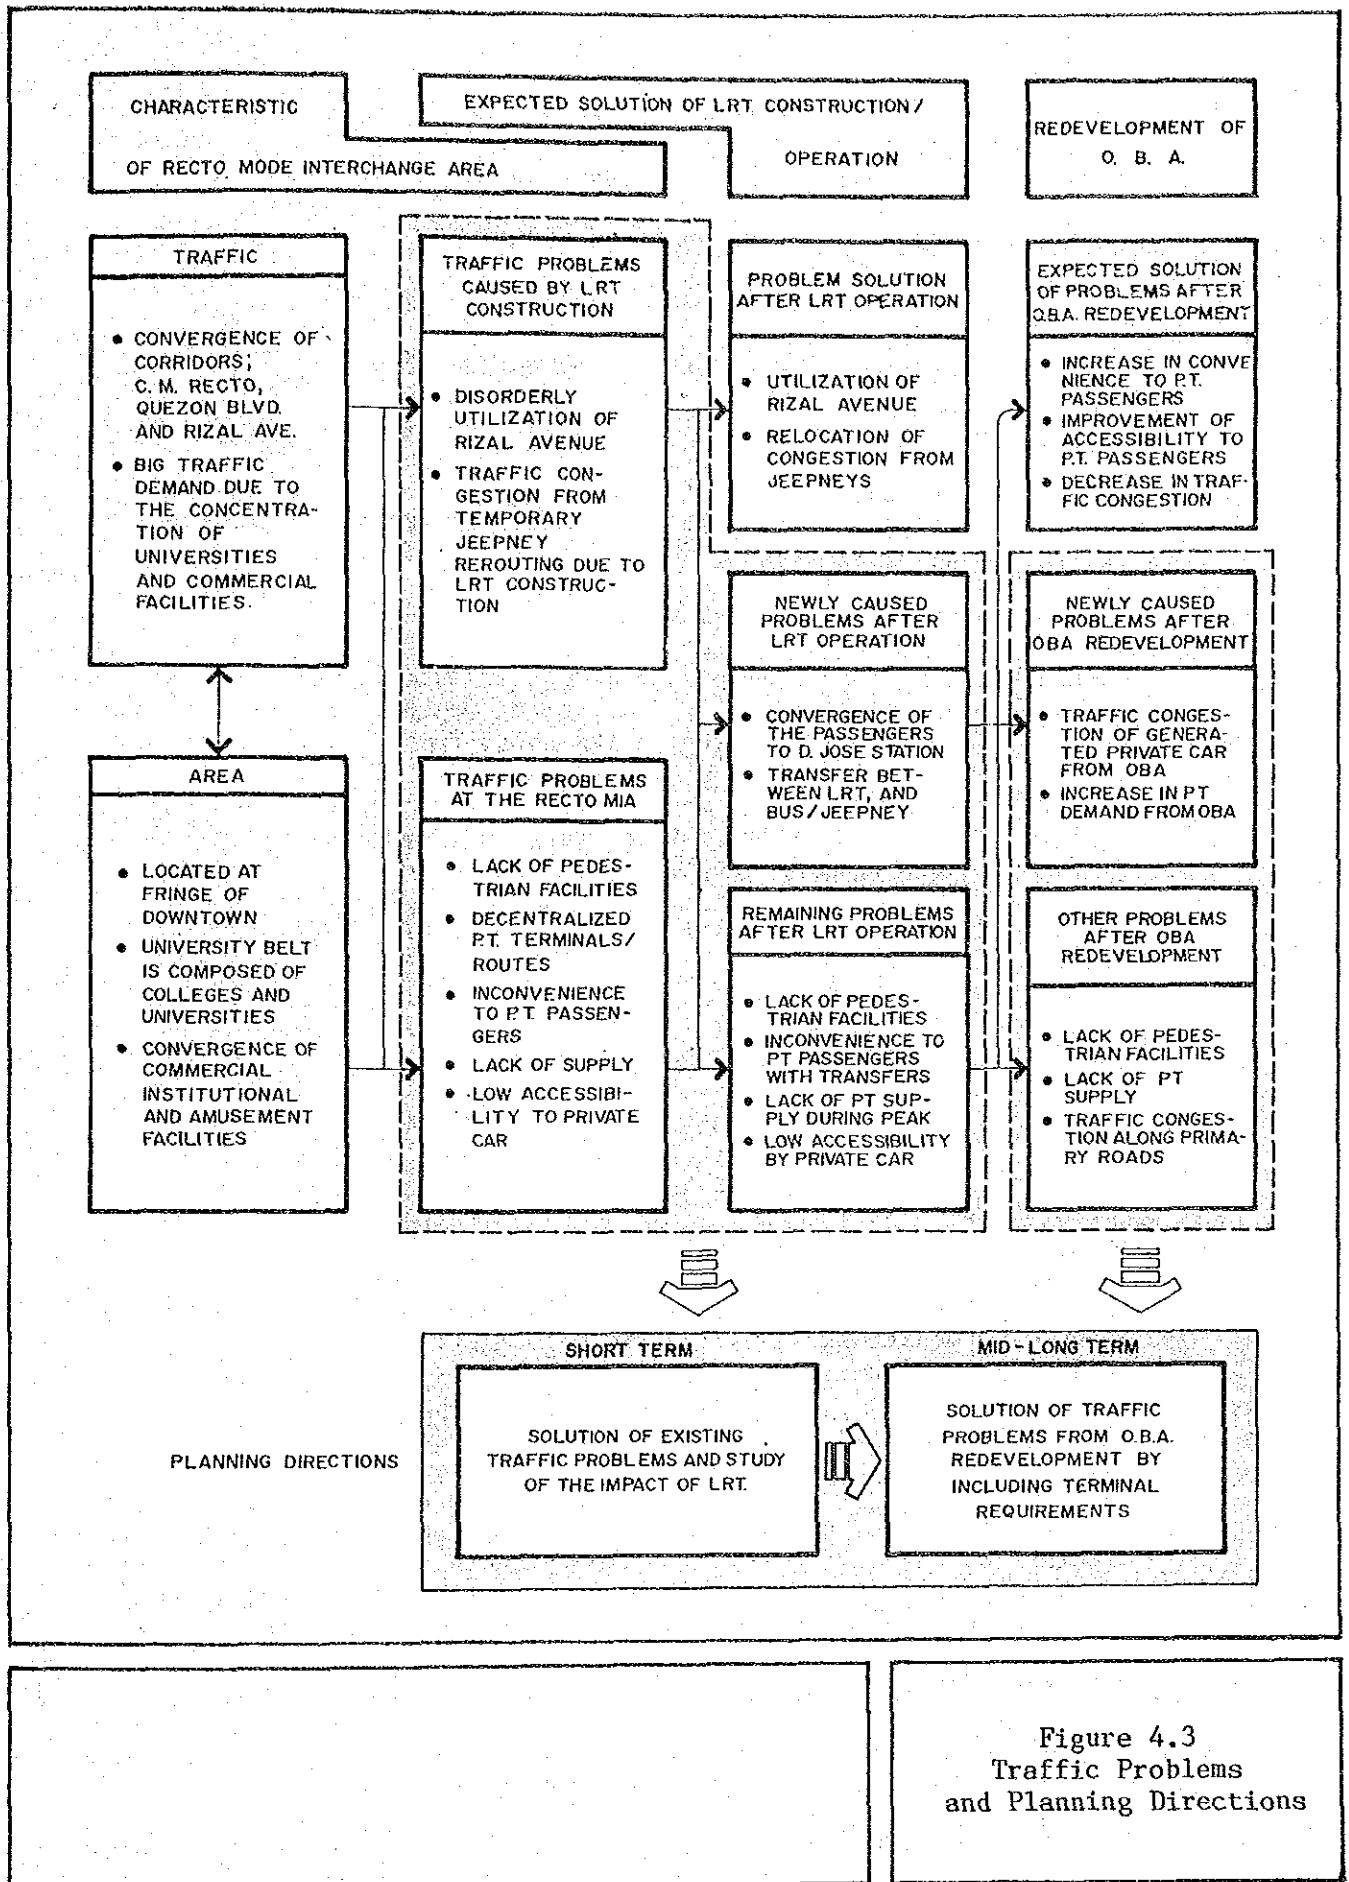 CHARACTERISTIC
OF RECTO MODE INTERCHANGE AREA
EXPECTED SOLUTION OF LRT CONSTRUCTION /
OPERATION
REDEVELOPMENT OF
O. B. A.
TRAFFIC
• CONVERGENCE OF
CORRIDORS;
C. M. RECTO,
QUEZON BLVD.
AND RIZAL AVE.
• BIG TRAFFIC
DEMAND DUE TO
THE CONCENTRA-
TION OF
UNIVERSITIES
AND COMMERCIAL
FACILITIES.
AREA
• LOCATED AT
FRINGE OF
DOWNTOWN
• UNIVERSITY BELT
IS COMPOSED OF
COLLEGES AND
UNIVERSITIES
• CONVERGENCE OF
COMMERCIAL
INSTITUTIONAL
AND AMUSEMENT
FACILITIES
TRAFFIC PROBLEMS
CAUSED BY LRT
CONSTRUCTION
• DISORDERLY
UTILIZATION OF
RIZAL AVENUE
• TRAFFIC CON-
GESTION FROM
TEMPORARY
JEEPNEY
REROUTING DUE TO
LRT CONSTRUC-
TION
TRAFFIC PROBLEMS
AT THE RECTO MIA
• LACK OF PEDES-
TRIAN FACILITIES
• DECENTRALIZED
P.T. TERMINALS/
ROUTES
• INCONVENIENCE
TO P.T. PASSEN-
GERS
• LACK OF SUPPLY
• LOW ACCESSIBI-
LITY TO PRIVATE
CAR
PROBLEM SOLUTION
AFTER LRT OPERATION
• UTILIZATION OF
RIZAL AVENUE
• RELOCATION OF
CONGESTION FROM
JEEPNEYS
NEWLY CAUSED
PROBLEMS AFTER
LRT OPERATION
• CONVERGENCE OF
THE PASSENGERS
TO D. JOSE STATION
• TRANSFER BET-
WEEN LRT, AND
BUS/JEEPNEY
REMAINING PROBLEMS
AFTER LRT OPERATION
• LACK OF PEDES-
TRIAN FACILITIES
• INCONVENIENCE TO
PT PASSENGERS
WITH TRANSFERS
• LACK OF PT SUP-
PLY DURING PEAK
• LOW ACCESSIBILITY
BY PRIVATE CAR
EXPECTED SOLUTION
OF PROBLEMS AFTER
O.B.A. REDEVELOPMENT
• INCREASE IN CONVE
NIENCE TO P.T.
PASSENGERS
• IMPROVEMENT OF
ACCESSIBILITY TO
P.T. PASSENGERS
• DECREASE IN TRAF-
FIC CONGESTION
NEWLY CAUSED
PROBLEMS AFTER
OBA REDEVELOPMENT
• TRAFFIC CONGES-
TION OF GENERA-
TED PRIVATE CAR
FROM OBA
• INCREASE IN PT
DEMAND FROM OBA
OTHER PROBLEMS
AFTER OBA
REDEVELOPMENT
• LACK OF PEDES-
TRIAN FACILITIES
• LACK OF PT
SUPPLY
• TRAFFIC CONGES-
TION ALONG PRIMA-
RY ROADS
PLANNING DIRECTIONS
SHORT TERM
SOLUTION OF EXISTING
TRAFFIC PROBLEMS AND STUDY
OF THE IMPACT OF LRT.
MID-LONG TERM
SOLUTION OF TRAFFIC
PROBLEMS FROM O.B.A.
REDEVELOPMENT BY
INCLUDING TERMINAL
REQUIREMENTS
Figure 4.3
Traffic Problems
and Planning Directions